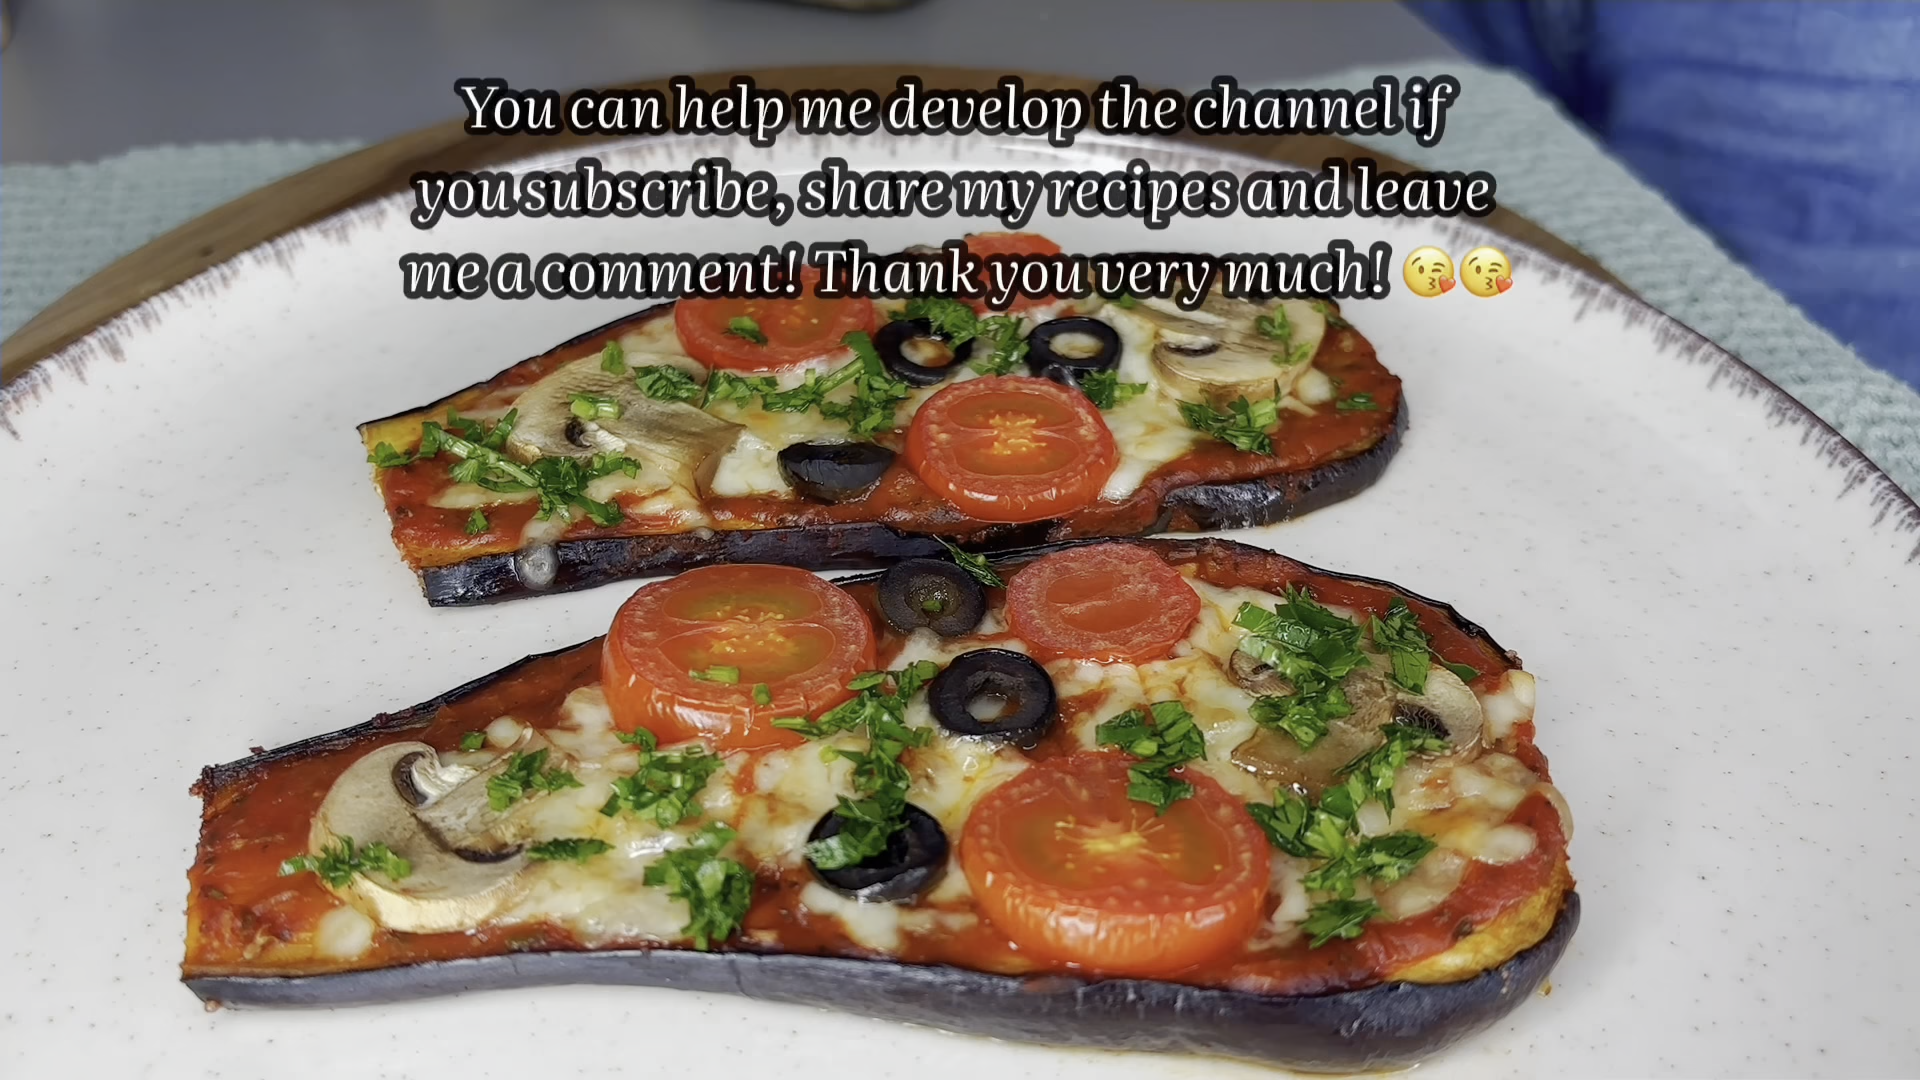 You can help me develop the channel if
you subscribe, share my recipes and leave
me a comment! Thank you very much! 😘😘